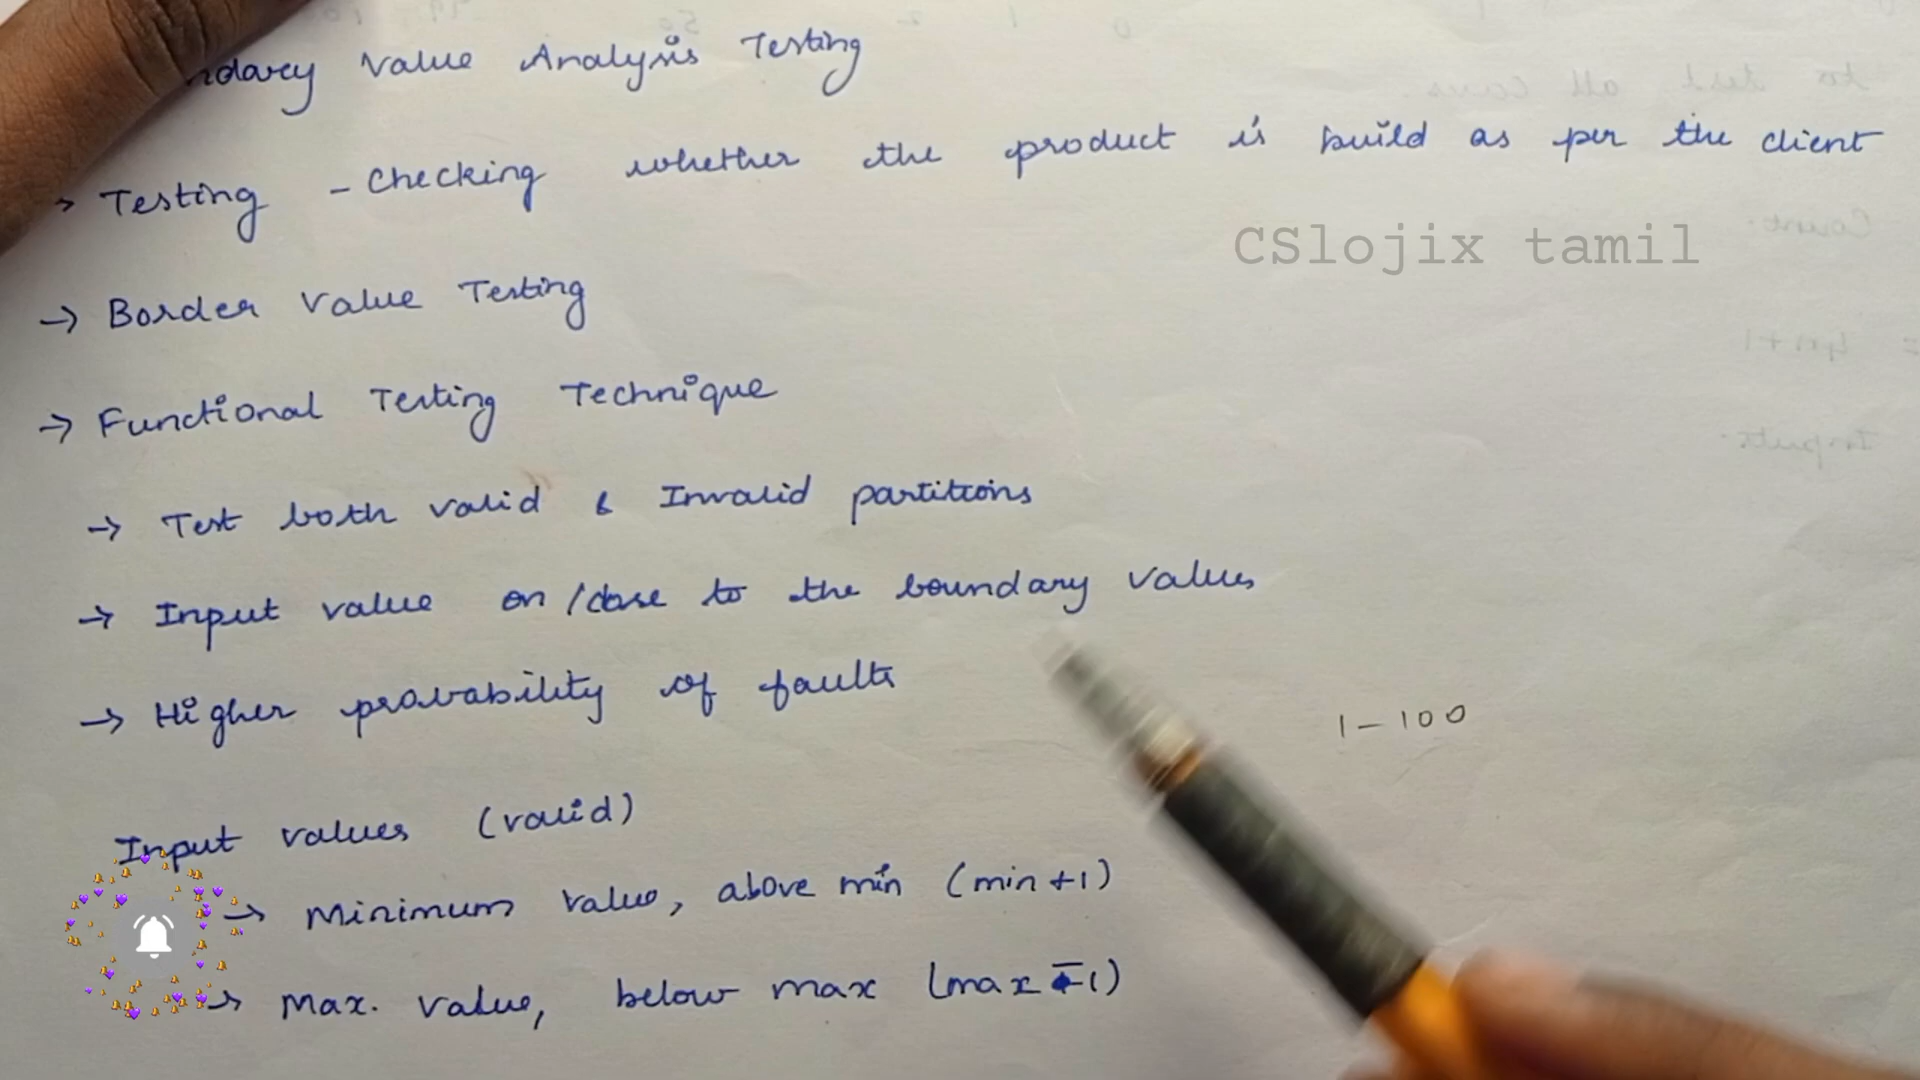 ndary Value Analysis Testing
→ Testing - Checking whether the product is build as per the client
CSlojix tamil
→ Border Value Testing
→ Functional Testing Technique
→ Test both valid & Invalid partitions
→ Input value on / close to the boundary values
→ Higher probability of faults
1-100
Input values (valid)
→ Minimum value, above min (min+1)
→ Max. value, below max (max-1)